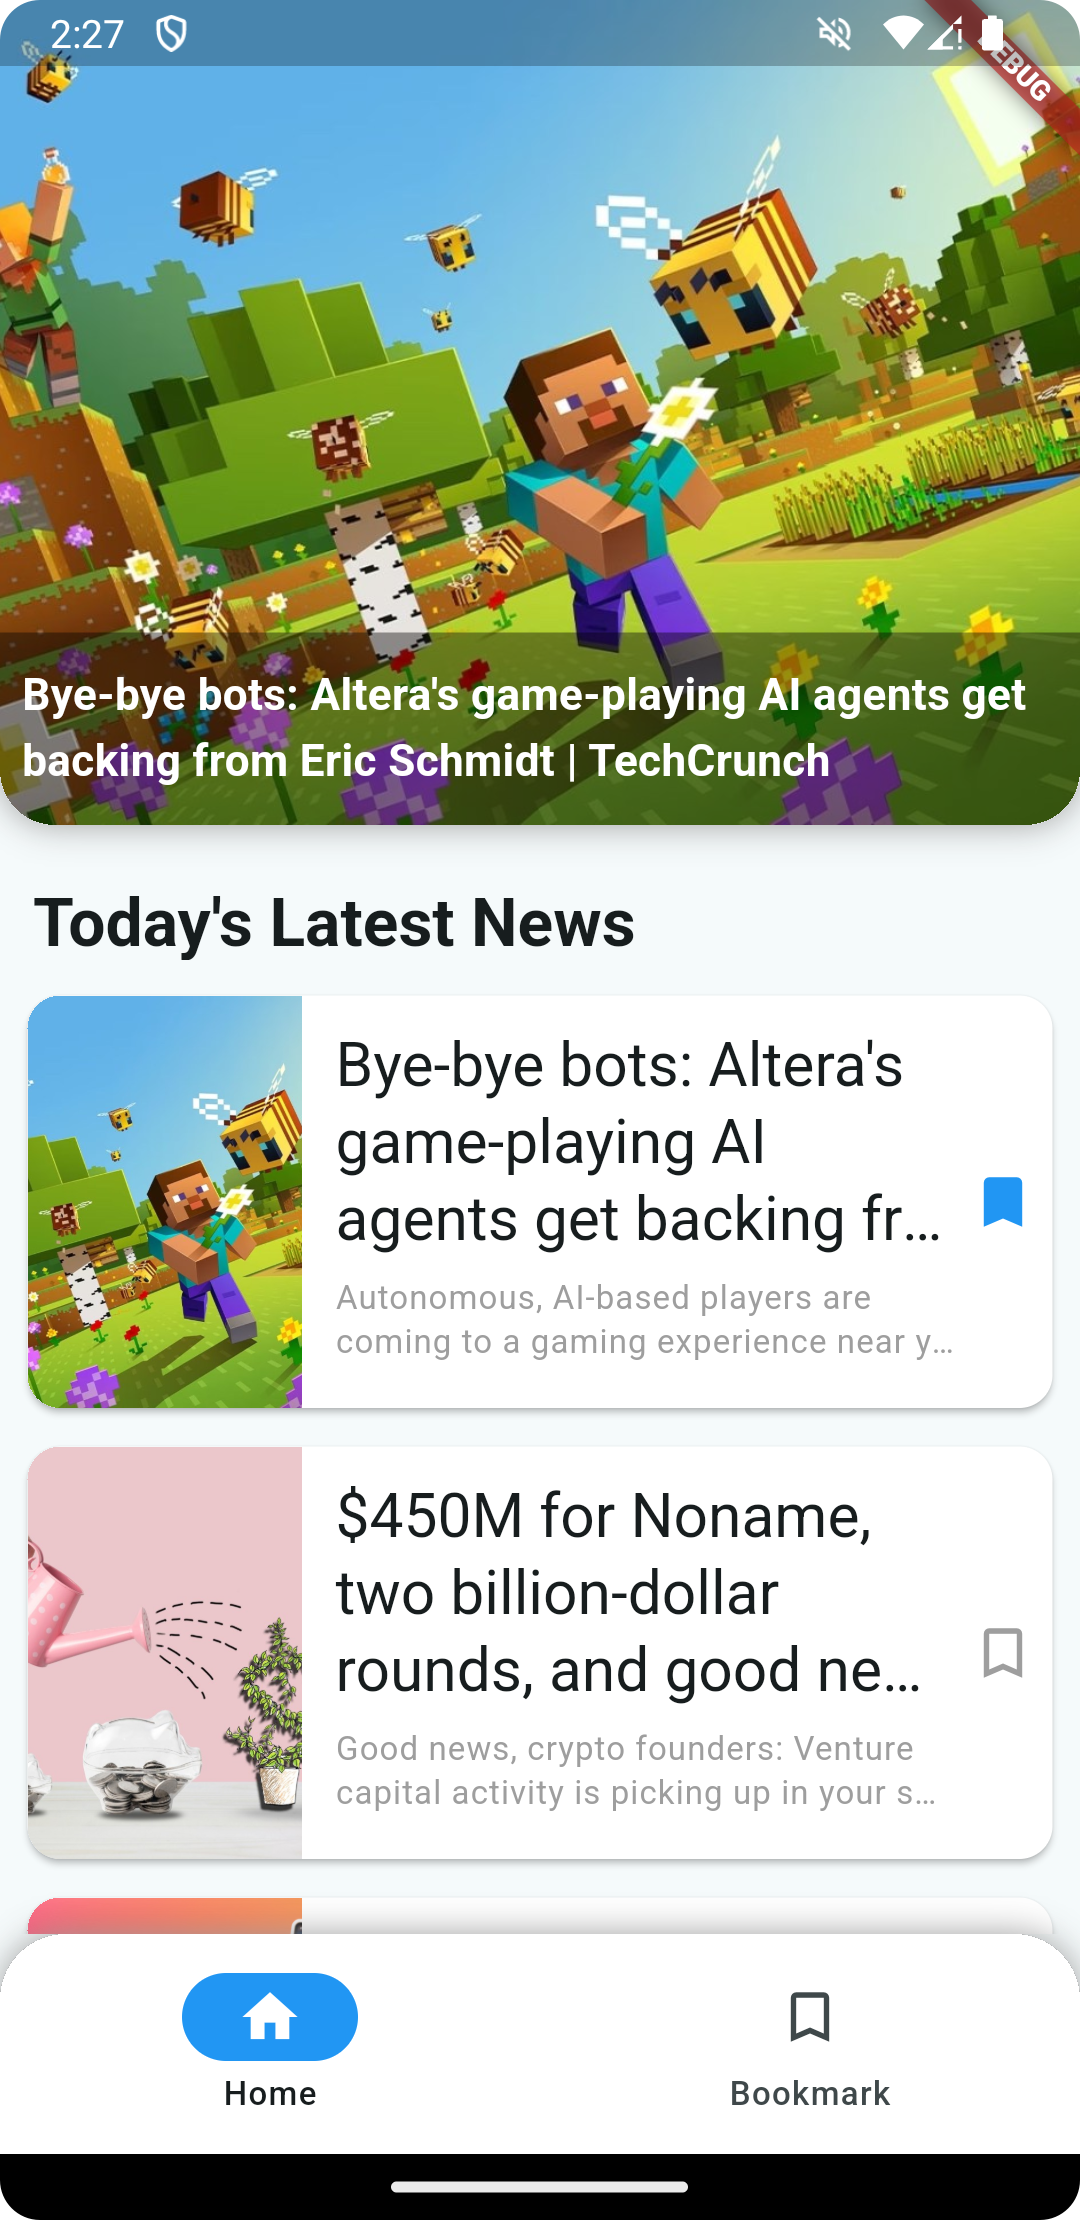 2:27
DEBUG
Bye-bye bots: Altera's game-playing AI agents get
backing from Eric Schmidt | TechCrunch
Today's Latest News
Bye-bye bots: Altera's
game-playing AI
agents get backing fr...
Autonomous, AI-based players are
coming to a gaming experience near y...
$450M for Noname,
two billion-dollar
rounds, and good ne...
Good news, crypto founders: Venture
capital activity is picking up in your s...
Home
Bookmark